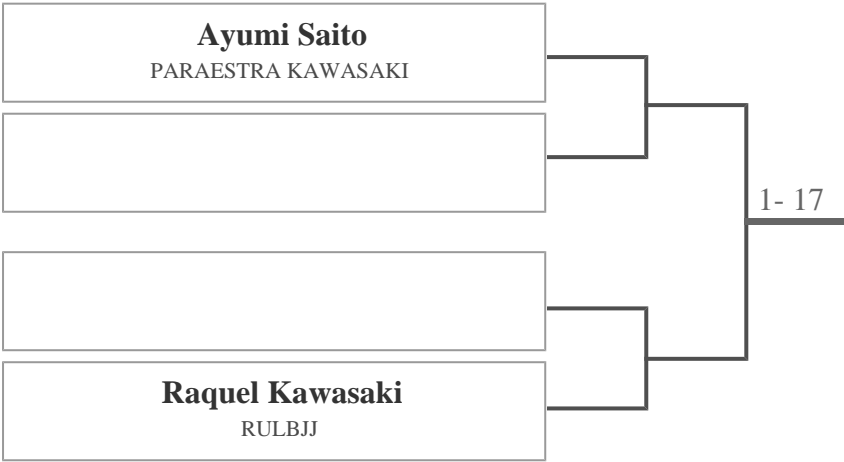 Ayumi Saito
PARAESTRA KAWASAKI
1- 17
Raquel Kawasaki
RULBJJ